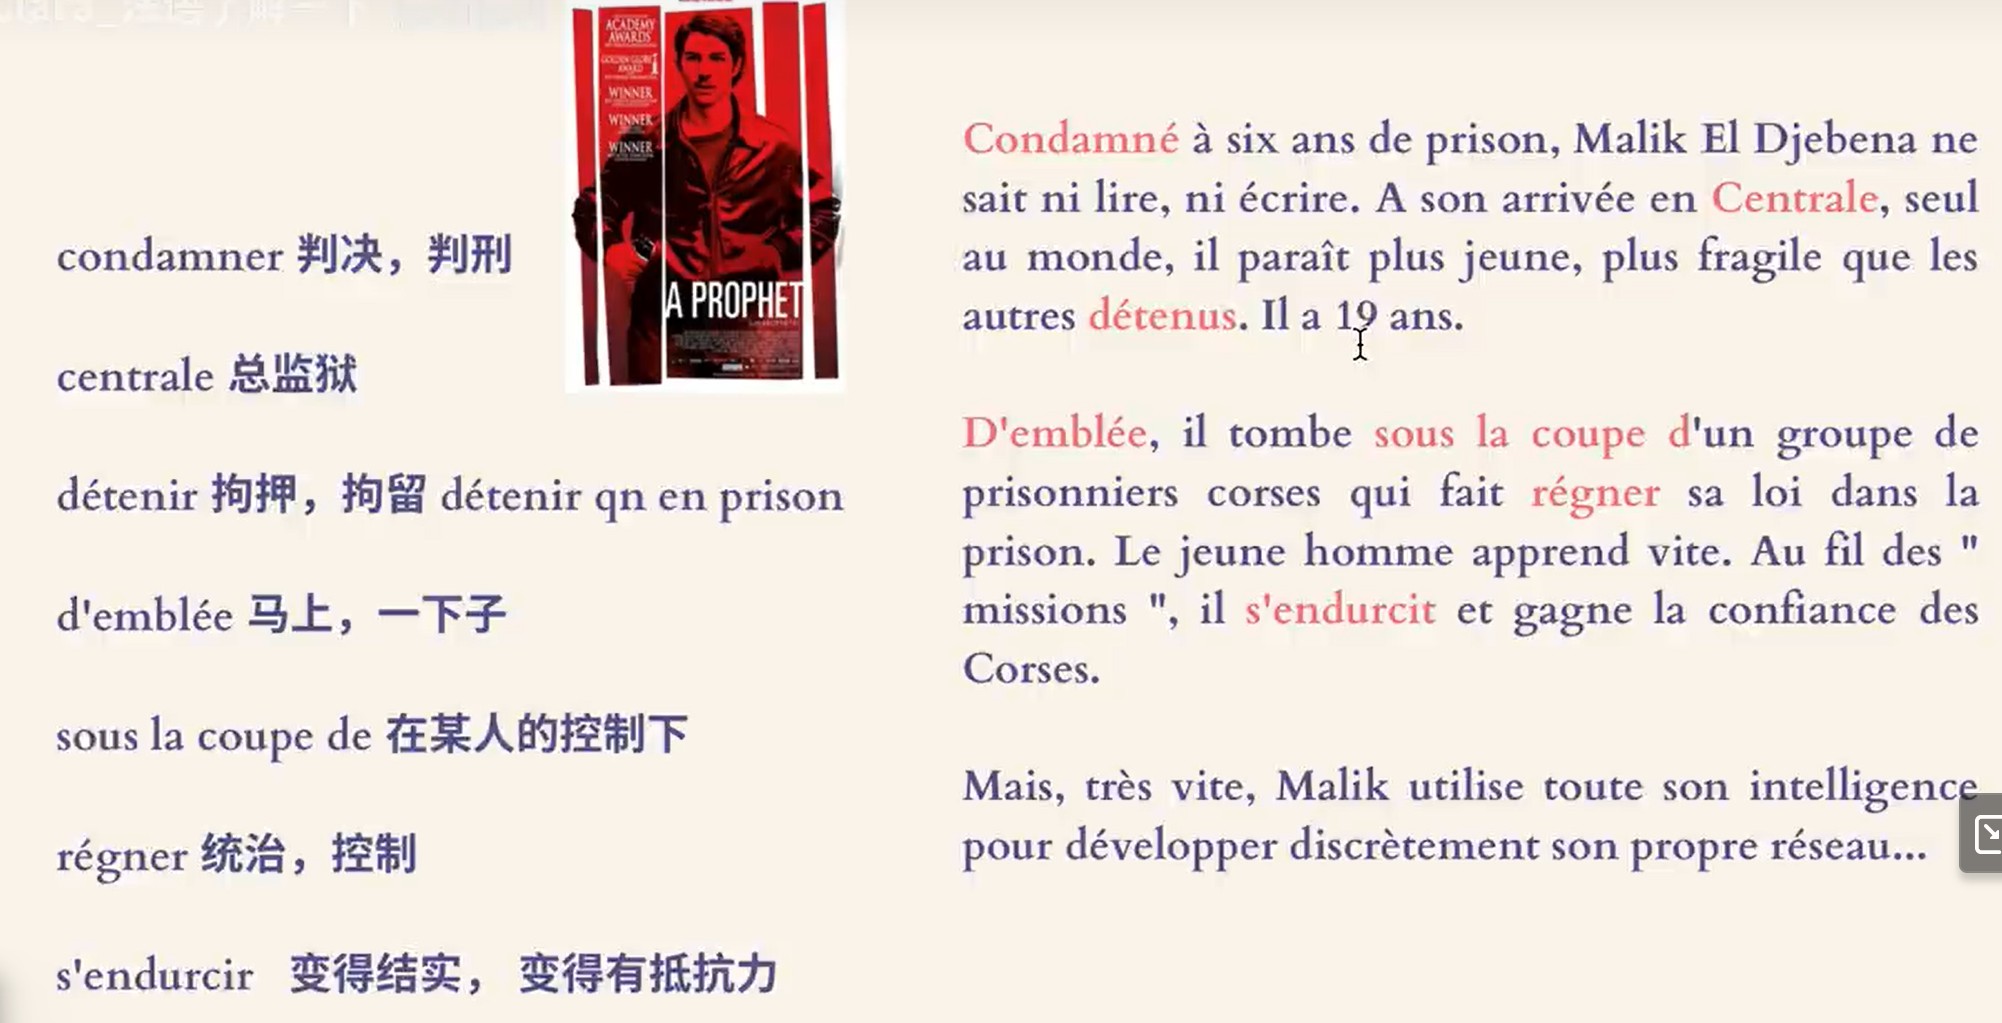 法语了解一下
condamner 判决，判刑
centrale 总监狱
détenir 拘押，拘留 détenir qn en prison
d'emblée 马上，一下子
sous la coupe de 在某人的控制下
régner 统治，控制
s'endurcir 变得结实， 变得有抵抗力
ACADEMY
AWARDS
GOLDEN GLOBE
AWARD
WINNER
WINNER
WINNER
A PROPHET
Condamné à six ans de prison, Malik El Djebena ne
sait ni lire, ni écrire. A son arrivée en Centrale, seul
au monde, il paraît plus jeune, plus fragile que les
autres détenus. Il a 19 ans.
D'emblée, il tombe sous la coupe d'un groupe de
prisonniers corses qui fait régner sa loi dans la
prison. Le jeune homme apprend vite. Au fil des "
missions ", il s'endurcit et gagne la confiance des
Corses.
Mais, très vite, Malik utilise toute son intelligence
pour développer discrètement son propre réseau...